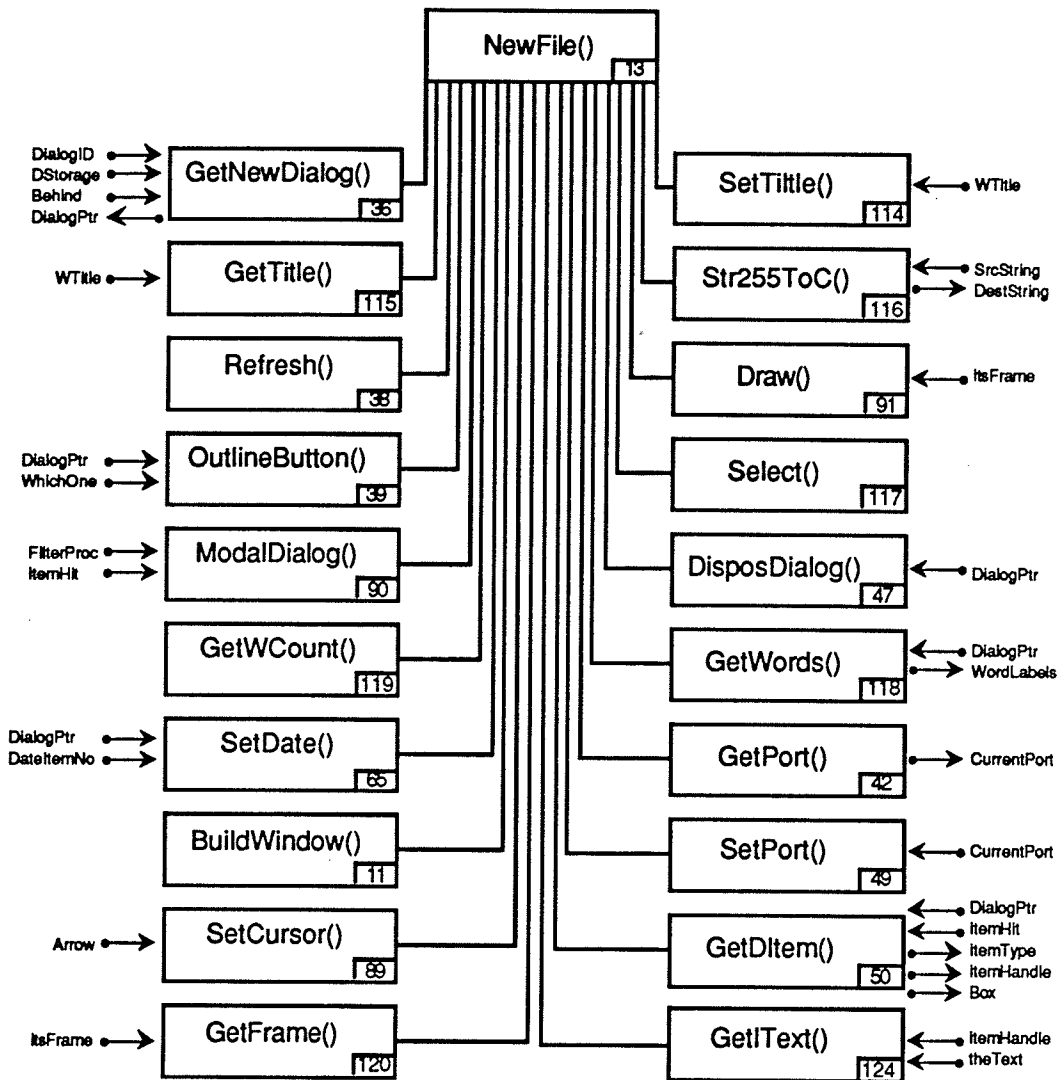 NewFile()
13
DialogID
DStorage
Behind
DialogPtr
GetNewDialog()
36
WTitle
GetTitle()
115
Refresh()
38
DialogPtr
WhichOne
OutlineButton()
39
FilterProc
ItemHit
ModalDialog()
90
GetWCount()
119
DialogPtr
DateItemNo
SetDate()
65
BuildWindow()
11
Arrow
SetCursor()
89
ItsFrame
GetFrame()
120
SetTiltle()
114
WTitle
Str255ToC()
116
SrcString
DestString
Draw()
91
ItsFrame
Select()
117
DisposDialog()
47
DialogPtr
GetWords()
118
DialogPtr
WordLabels
GetPort()
42
CurrentPort
SetPort()
49
CurrentPort
GetDItem()
50
DialogPtr
ItemHit
ItemType
ItemHandle
Box
GetIText()
124
ItemHandle
theText